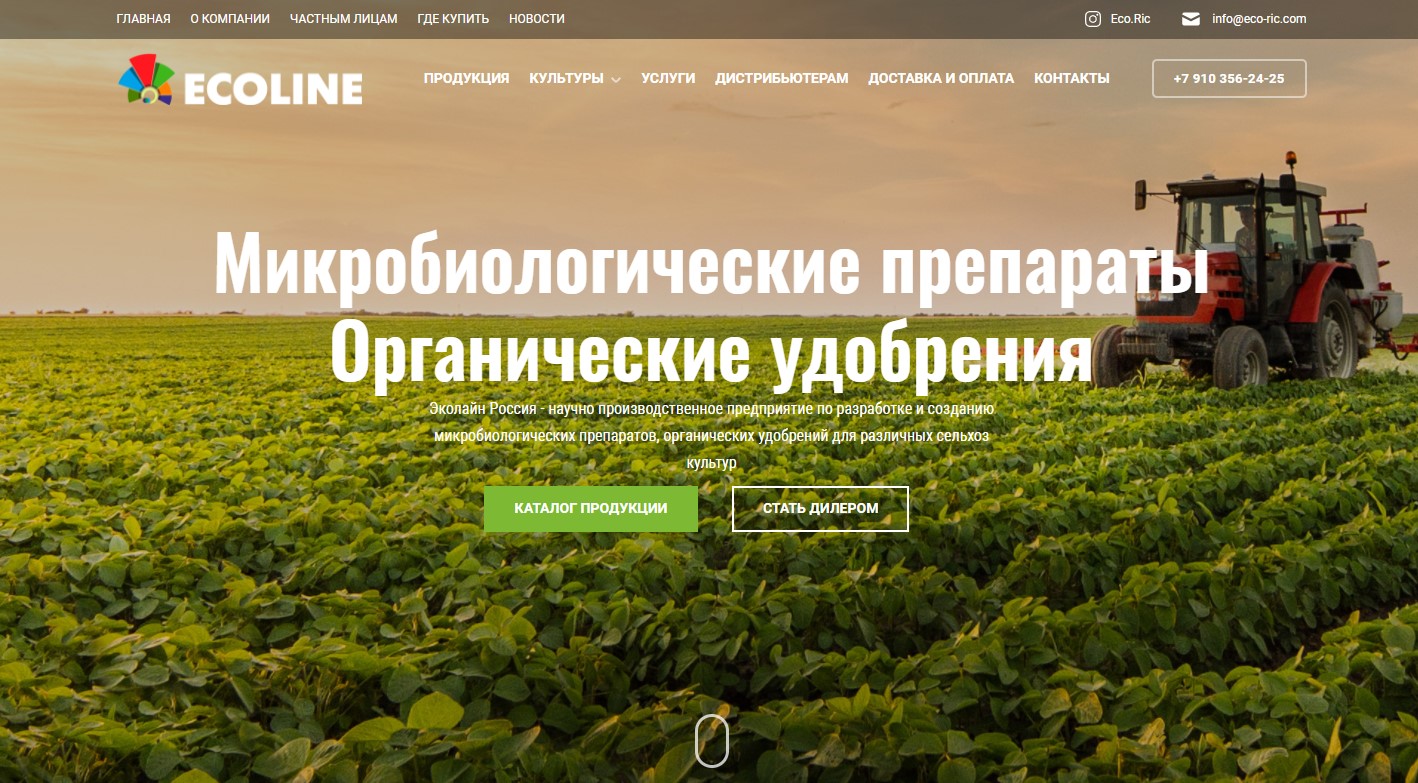 ГЛАВНАЯ О КОМПАНИИ ЧАСТНЫМ ЛИЦАМ ГДЕ КУПИТЬ НОВОСТИ Eco.Ric info@eco-ric.com
ECOLINE ПРОДУКЦИЯ КУЛЬТУРЫ УСЛУГИ ДИСТРИБЬЮТЕРАМ ДОСТАВКА И ОПЛАТА КОНТАКТЫ +7 910 356-24-25
Микробиологические препараты
Органические удобрения
Эколайн Россия - научно производственное предприятие по разработке и созданию
микробиологических препаратов, органических удобрений для различных сельхоз
культур
КАТАЛОГ ПРОДУКЦИИ СТАТЬ ДИЛЕРОМ